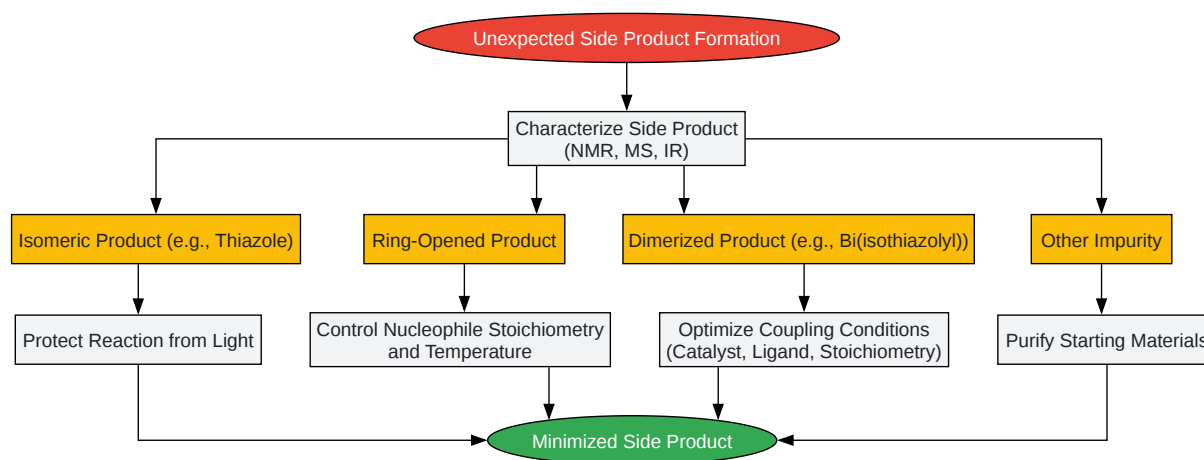 Unexpected Side Product Formation
Characterize Side Product
(NMR, MS, IR)
Isomeric Product (e.g., Thiazole)
Ring-Opened Product
Dimerized Product (e.g., Bi(isothiazolyl))
Other Impurity
Protect Reaction from Light
Control Nucleophile Stoichiometry
and Temperature
Optimize Coupling Conditions
(Catalyst, Ligand, Stoichiometry)
Purify Starting Materials
Minimized Side Product